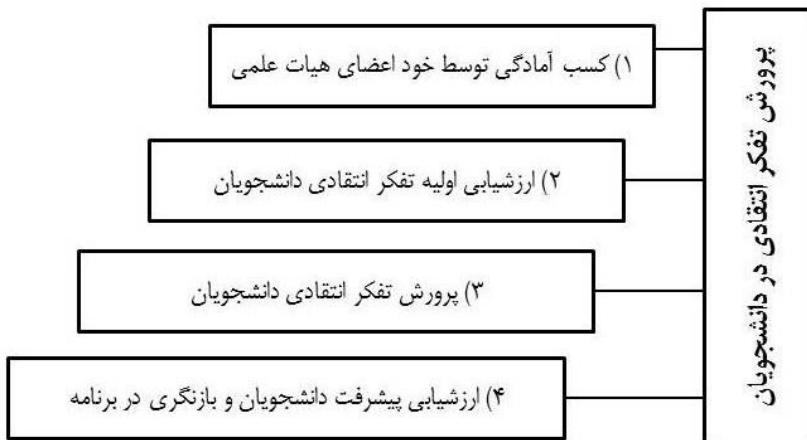 پرورش تفکر انتقادی در دانشجویان
۱) کسب آمادگی توسط خود اعضای هیات علمی
۲) ارزشیابی اولیه تفکر انتقادی دانشجویان
۳) پرورش تفکر انتقادی دانشجویان
۴) ارزشیابی پیشرفت دانشجویان و بازنگری در برنامه